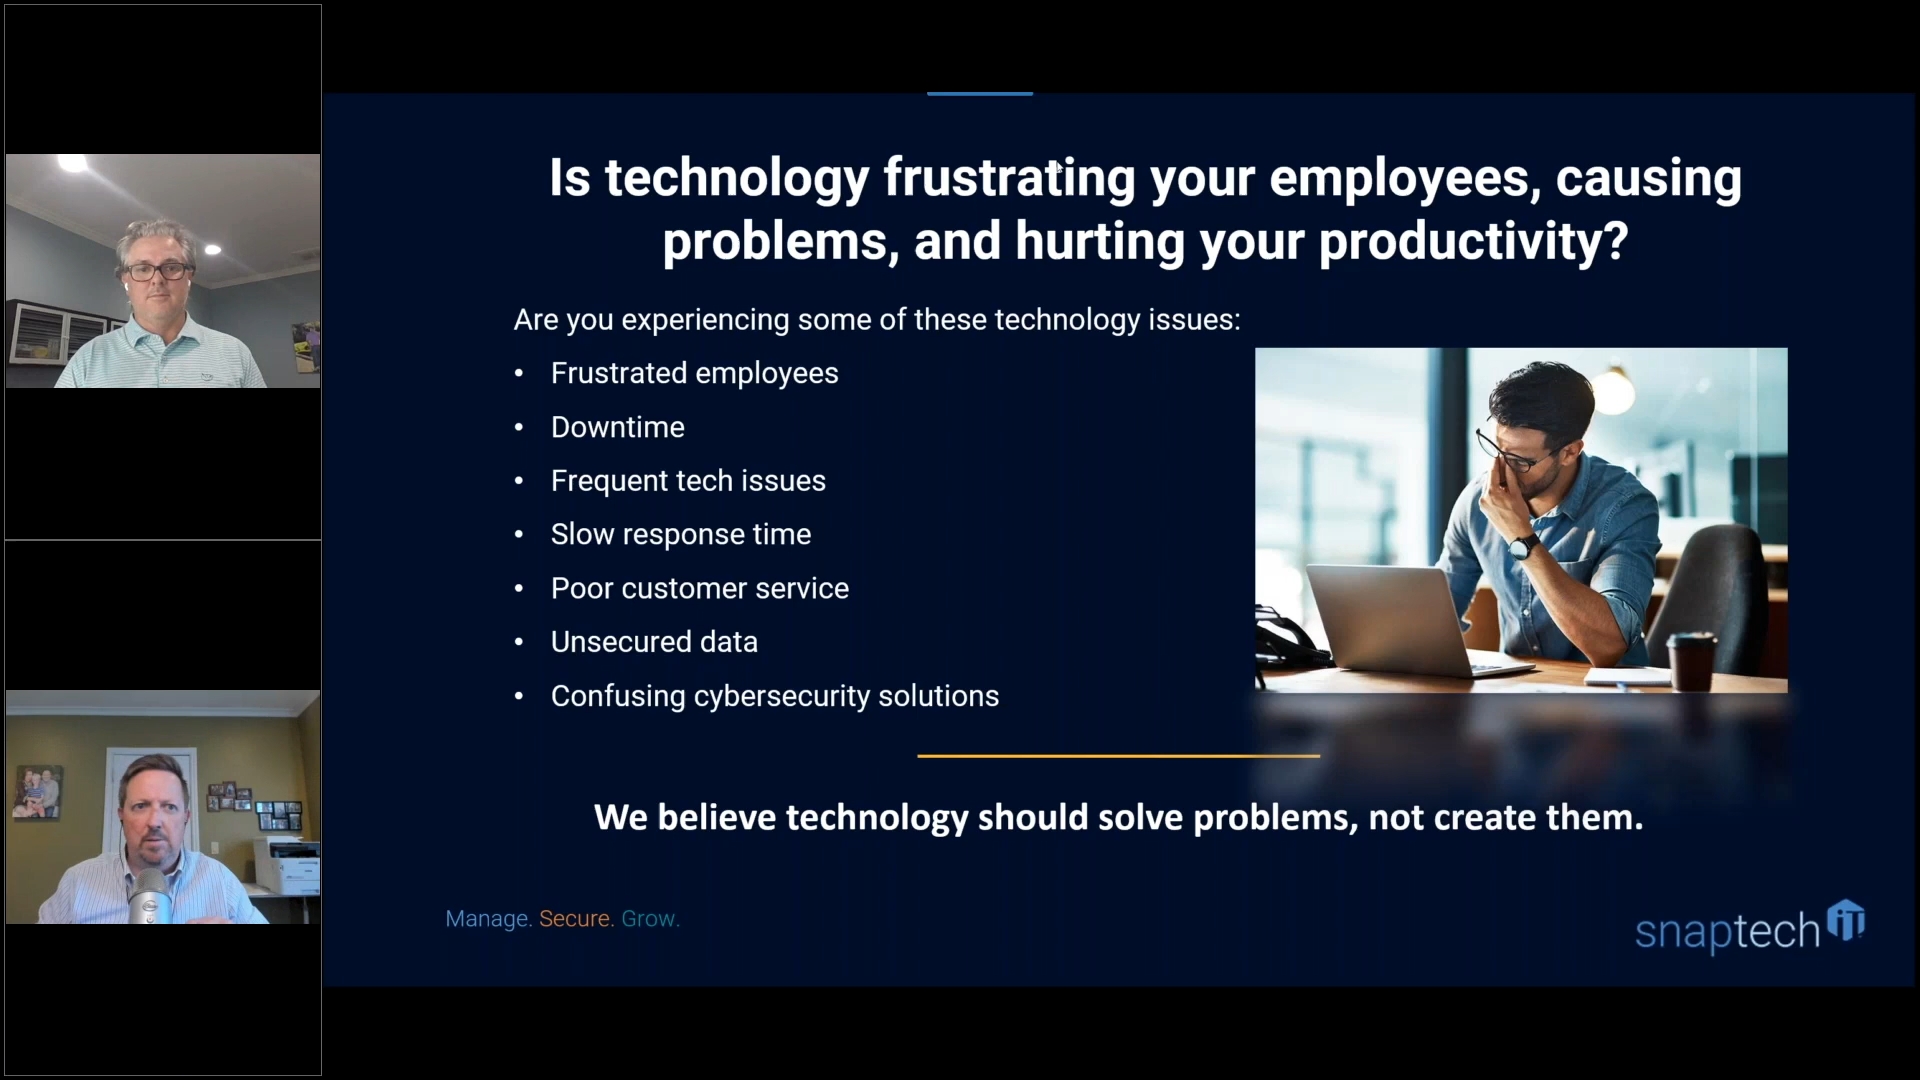 Is technology frustrating your employees, causing
problems, and hurting your productivity?
Are you experiencing some of these technology issues:
• Frustrated employees
• Downtime
• Frequent tech issues
• Slow response time
• Poor customer service
• Unsecured data
• Confusing cybersecurity solutions
We believe technology should solve problems, not create them.
Manage. Secure. Grow.
snaptech iT